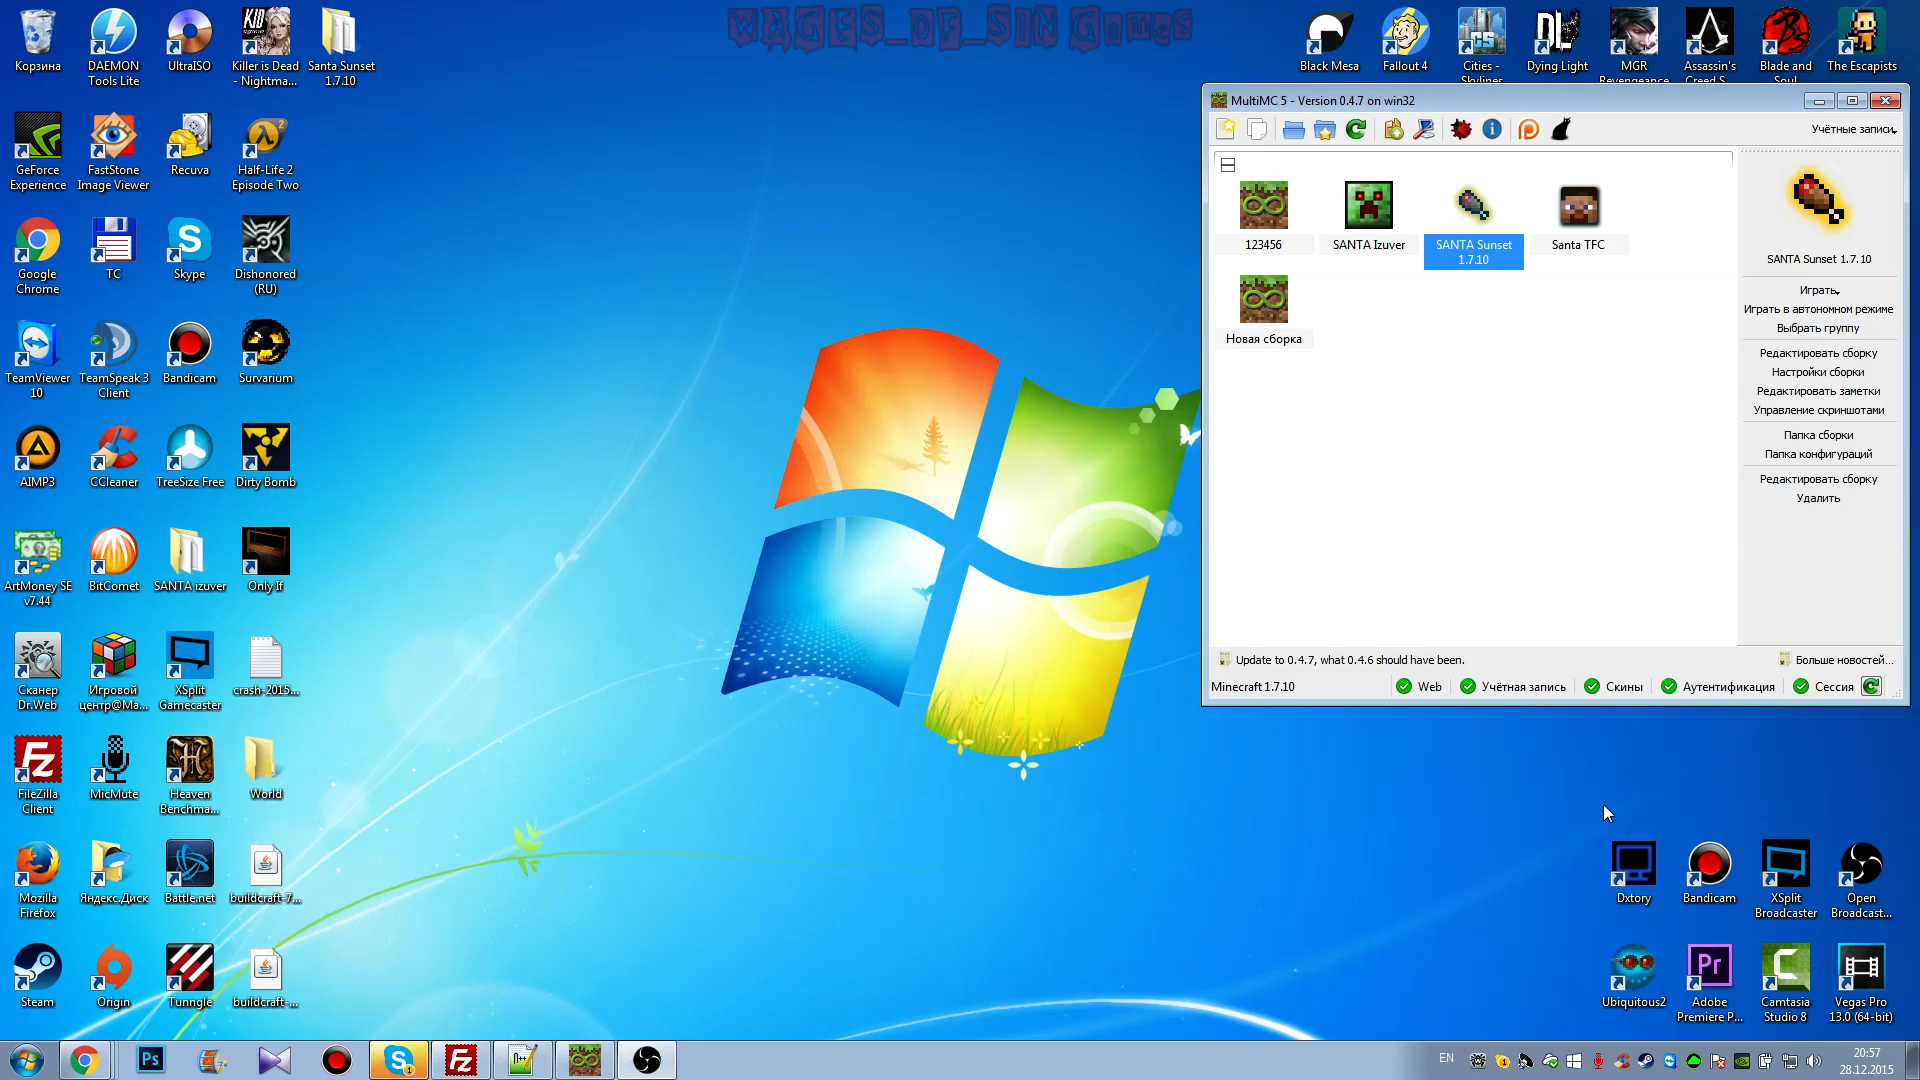 WAGES_OF_SIN Games
Корзина
DAEMON
Tools Lite
UltraISO
Killer is Dead
- Nightma...
Santa Sunset
1.7.10
Black Mesa
Fallout 4
Cities -
Skylines
Dying Light
MGR
Revengeance
Assassin's
Creed S...
Blade and
Soul
The Escapists
GeForce
Experience
FastStone
Image Viewer
Recuva
Half-Life 2
Episode Two
Google
Chrome
TC
Skype
Dishonored
(RU)
TeamViewer
10
TeamSpeak 3
Client
Bandicam
Survarium
AIMP3
CCleaner
TreeSize Free
Dirty Bomb
ArtMoney SE
v7.44
BitComet
SANTA izuver
Only If
Сканер
Dr.Web
Игровой
центр@Ma...
XSplit
Gamecaster
crash-2015...
FileZilla
Client
MicMute
Heaven
Benchma...
World
Mozilla
Firefox
Яндекс.Диск
Battle.net
buildcraft-7...
Steam
Origin
Tunngle
buildcraft-...
MultiMC 5 - Version 0.4.7 on win32
Учётные записи
123456
SANTA Izuver
SANTA Sunset
1.7.10
Santa TFC
Новая сборка
SANTA Sunset 1.7.10
Играть
Играть в автономном режиме
Выбрать группу
Редактировать сборку
Настройки сборки
Редактировать заметки
Управление скриншотами
Папка сборки
Папка конфигураций
Редактировать сборку
Удалить
Update to 0.4.7, what 0.4.6 should have been.
Больше новостей...
Minecraft 1.7.10
Web
Учётная запись
Скины
Аутентификация
Сессия
Dxtory
Bandicam
XSplit
Broadcaster
Open
Broadcast...
Ubiquitous2
Adobe
Premiere P...
Camtasia
Studio 8
Vegas Pro
13.0 (64-bit)
EN
20:57
28.12.2015